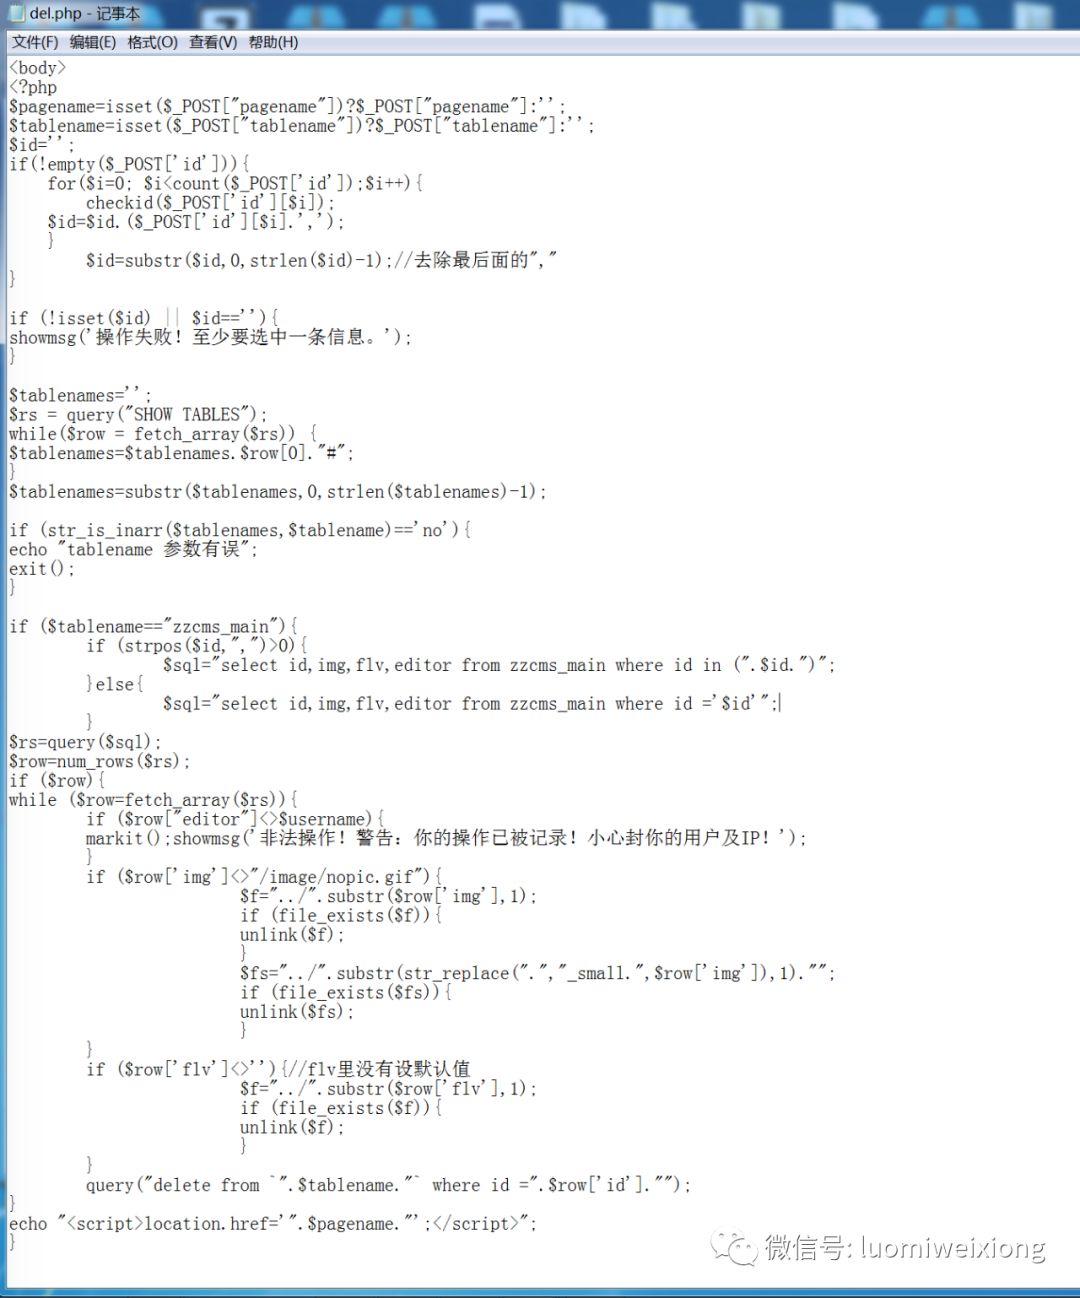 del.php - 记事本
文件(F) 编辑(E) 格式(O) 查看(V) 帮助(H)
<body>
<?php
$pagename=isset($_POST["pagename"])?$_POST["pagename"]:'';
$tablename=isset($_POST["tablename"])?$_POST["tablename"]:'';
$id='';
if(!empty($_POST['id'])){
    for($i=0; $i<count($_POST['id']);$i++){
        checkid($_POST['id'][$i]);
    $id=$id.($_POST['id'][$i].',');
    }
        $id=substr($id,0,strlen($id)-1);//去除最后面的","
}
if (!isset($id) || $id==''){
showmsg('操作失败！至少要选中一条信息。');
}
$tablenames='';
$rs = query("SHOW TABLES");
while($row = fetch_array($rs)) {
$tablenames=$tablenames.$row[0]."#";
}
$tablenames=substr($tablenames,0,strlen($tablenames)-1);
if (str_is_inarr($tablenames,$tablename)=='no'){
echo "tablename 参数有误";
exit();
}
if ($tablename=="zzcms_main"){
        if (strpos($id,",")>0){
                $sql="select id,img,flv,editor from zzcms_main where id in (".$id.")";
        }else{
                $sql="select id,img,flv,editor from zzcms_main where id ='$id'";
        }
$rs=query($sql);
$row=num_rows($rs);
if ($row){
while ($row=fetch_array($rs)){
        if ($row["editor"]<>$username){
        markit();showmsg('非法操作！警告：你的操作已被记录！小心封你的用户及IP！');
        }
        if ($row['img']<>"/image/nopic.gif"){
                        $f="../".substr($row['img'],1);
                        if (file_exists($f)){
                        unlink($f);
                        }
                        $fs="../".substr(str_replace(".","_small.",$row['img']),1)."";
                        if (file_exists($fs)){
                        unlink($fs);
                        }
        }
        if ($row['flv']<>''){//flv里没有设默认值
                        $f="../".substr($row['flv'],1);
                        if (file_exists($f)){
                        unlink($f);
                        }
        }
        query("delete from `".$tablename."` where id =".$row['id']."");
}
echo "<script>location.href='".$pagename."';</script>";
}
微信号: luomiweixiong